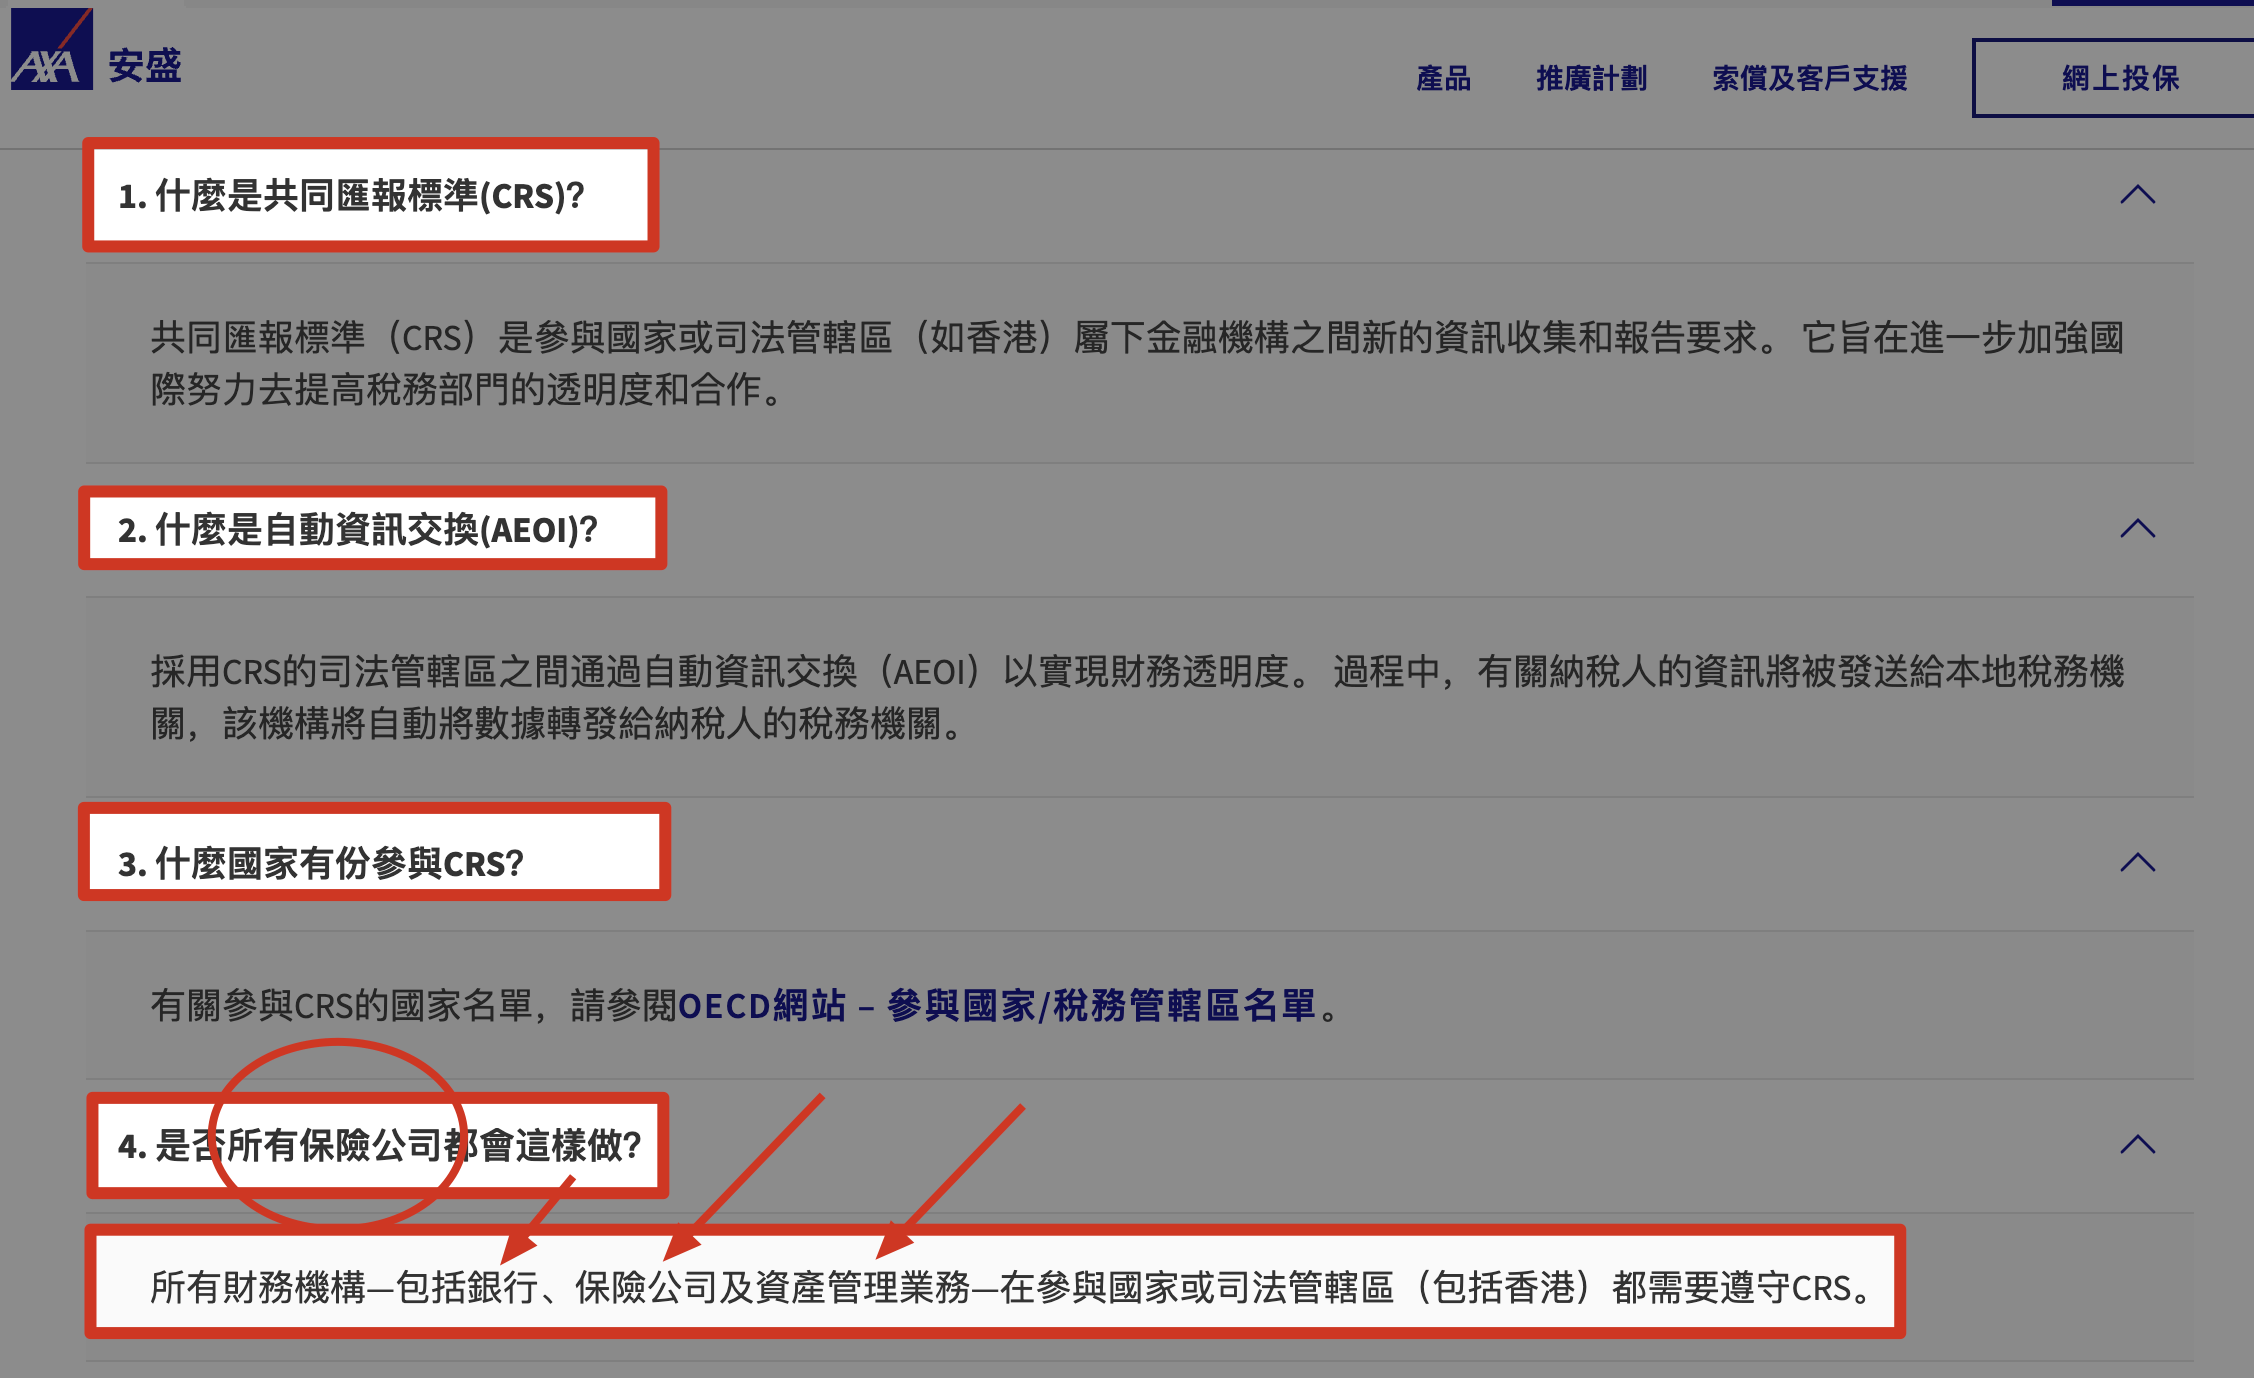 AXA 安盛
產品 推廣計劃 索償及客戶支援 網上投保
1. 什麼是共同匯報標準(CRS)?
共同匯報標準（CRS）是參與國家或司法管轄區（如香港）屬下金融機構之間新的資訊收集和報告要求。 它旨在進一步加強國
際努力去提高稅務部門的透明度和合作。
2. 什麼是自動資訊交換(AEOI)?
採用CRS的司法管轄區之間通過自動資訊交換（AEOI）以實現財務透明度。 過程中，有關納稅人的資訊將被發送給本地稅務機
關，該機構將自動將數據轉發給納稅人的稅務機關。
3. 什麼國家有份參與CRS?
有關參與CRS的國家名單，請參閱OECD網站 – 參與國家/稅務管轄區名單。
4. 是否所有保險公司都會這樣做?
所有財務機構—包括銀行、保險公司及資產管理業務—在參與國家或司法管轄區（包括香港）都需要遵守CRS。